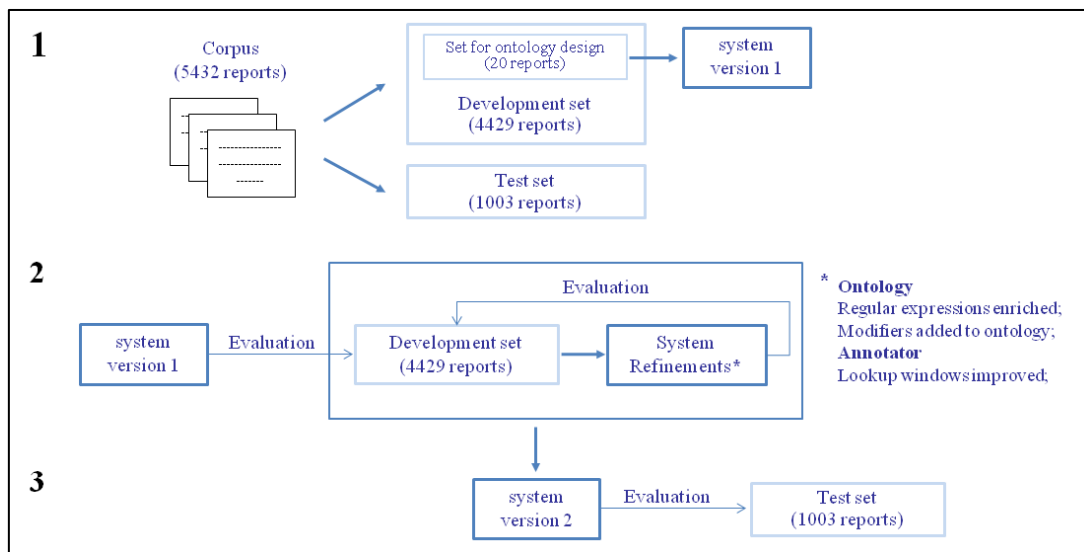 1
Corpus
(5432 reports)
Set for ontology design
(20 reports)
Development set
(4429 reports)
system
version 1
Test set
(1003 reports)
2
system
version 1
Evaluation
Evaluation
Development set
(4429 reports)
System
Refinements*
* Ontology
Regular expressions enriched;
Modifiers added to ontology;
Annotator
Lookup windows improved;
3
system
version 2
Evaluation
Test set
(1003 reports)